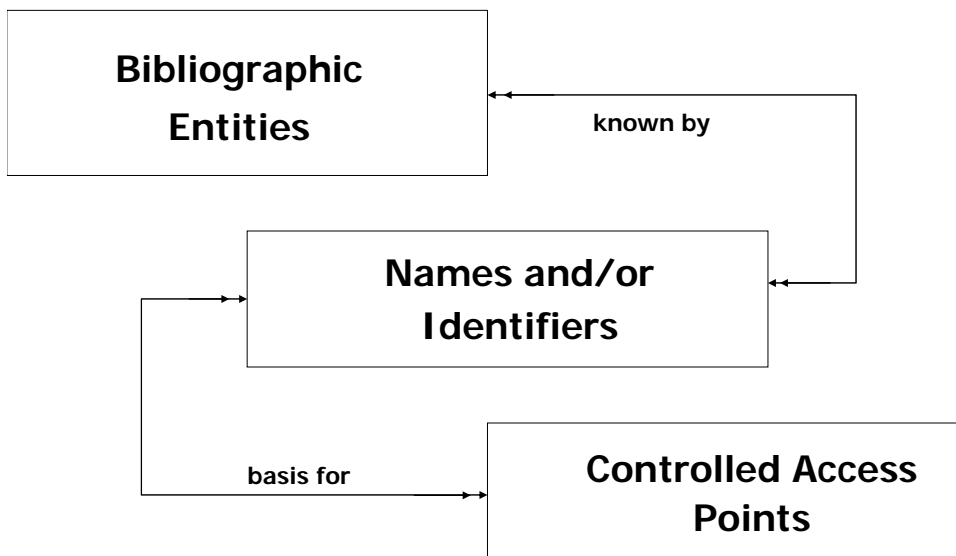 Bibliographic
Entities
known by
Names and/or
Identifiers
basis for
Controlled Access
Points